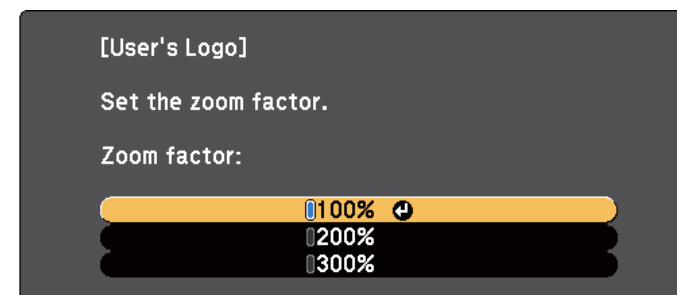 [User's Logo]
Set the zoom factor.
Zoom factor:
100%
200%
300%